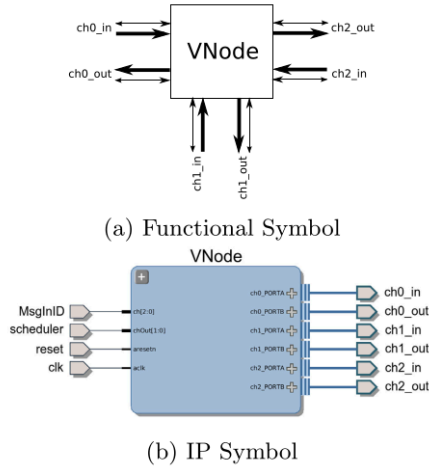 ch0_in
ch2_out
VNode
ch0_out
ch2_in
ch1_in
ch1_out
(a) Functional Symbol
VNode
ch0_PORTA
ch0_in
MsgInID
ch[2:0]
ch0_PORTB
ch0_out
scheduler
chOut[1:0]
ch1_PORTA
ch1_in
reset
aresetn
ch1_PORTB
ch1_out
clk
aclk
ch2_PORTA
ch2_in
ch2_PORTB
ch2_out
(b) IP Symbol